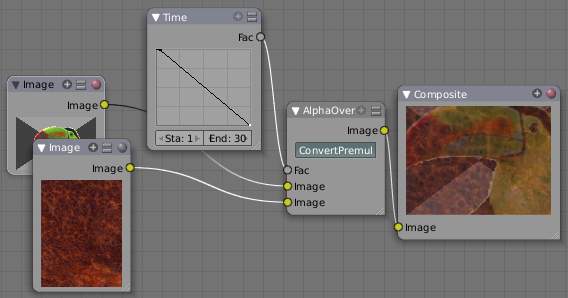 Time
Fac
Sta: 1
End: 30
Image
Image
Image
Image
AlphaOver
Image
ConvertPremul
Fac
Image
Image
Composite
Image